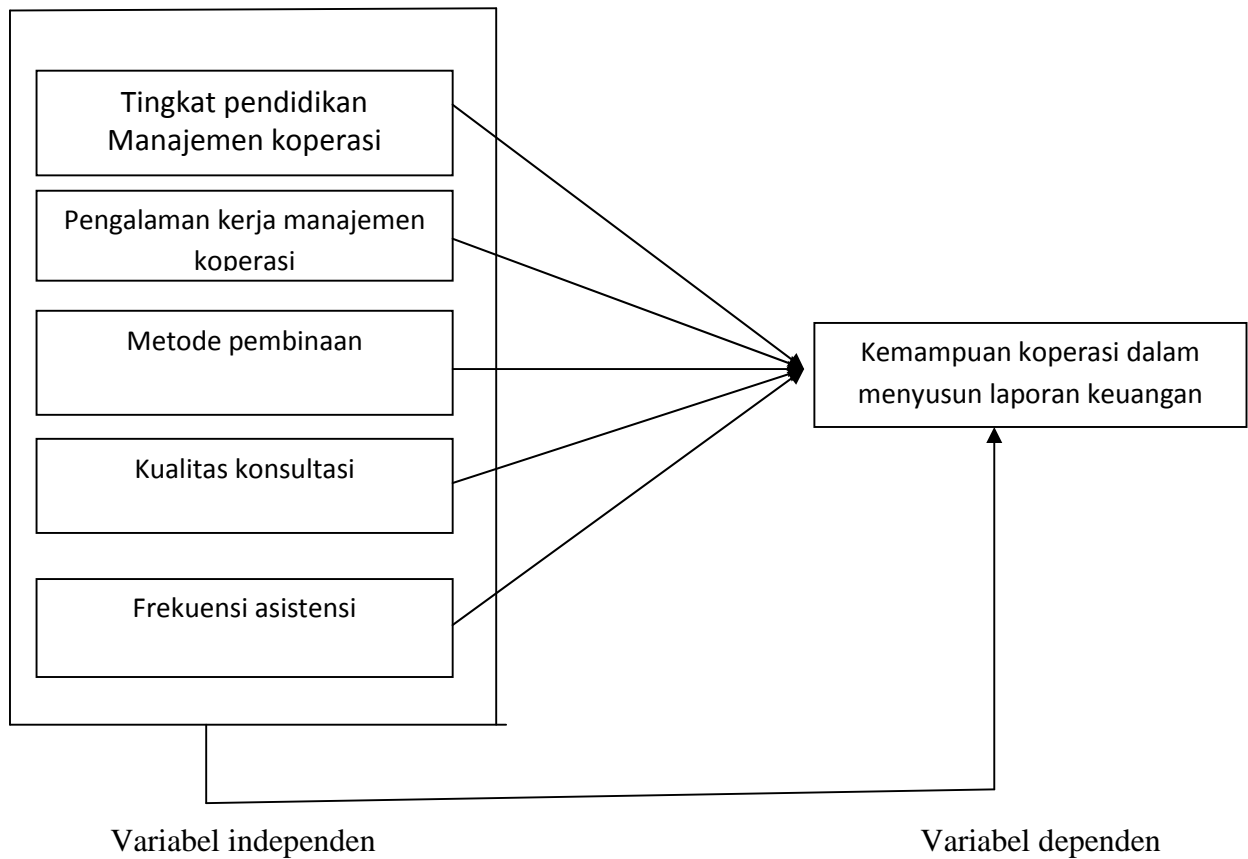 Tingkat pendidikan
Manajemen koperasi
Pengalaman kerja manajemen
koperasi
Metode pembinaan
Kualitas konsultasi
Frekuensi asistensi
Kemampuan koperasi dalam
menyusun laporan keuangan
Variabel independen
Variabel dependen